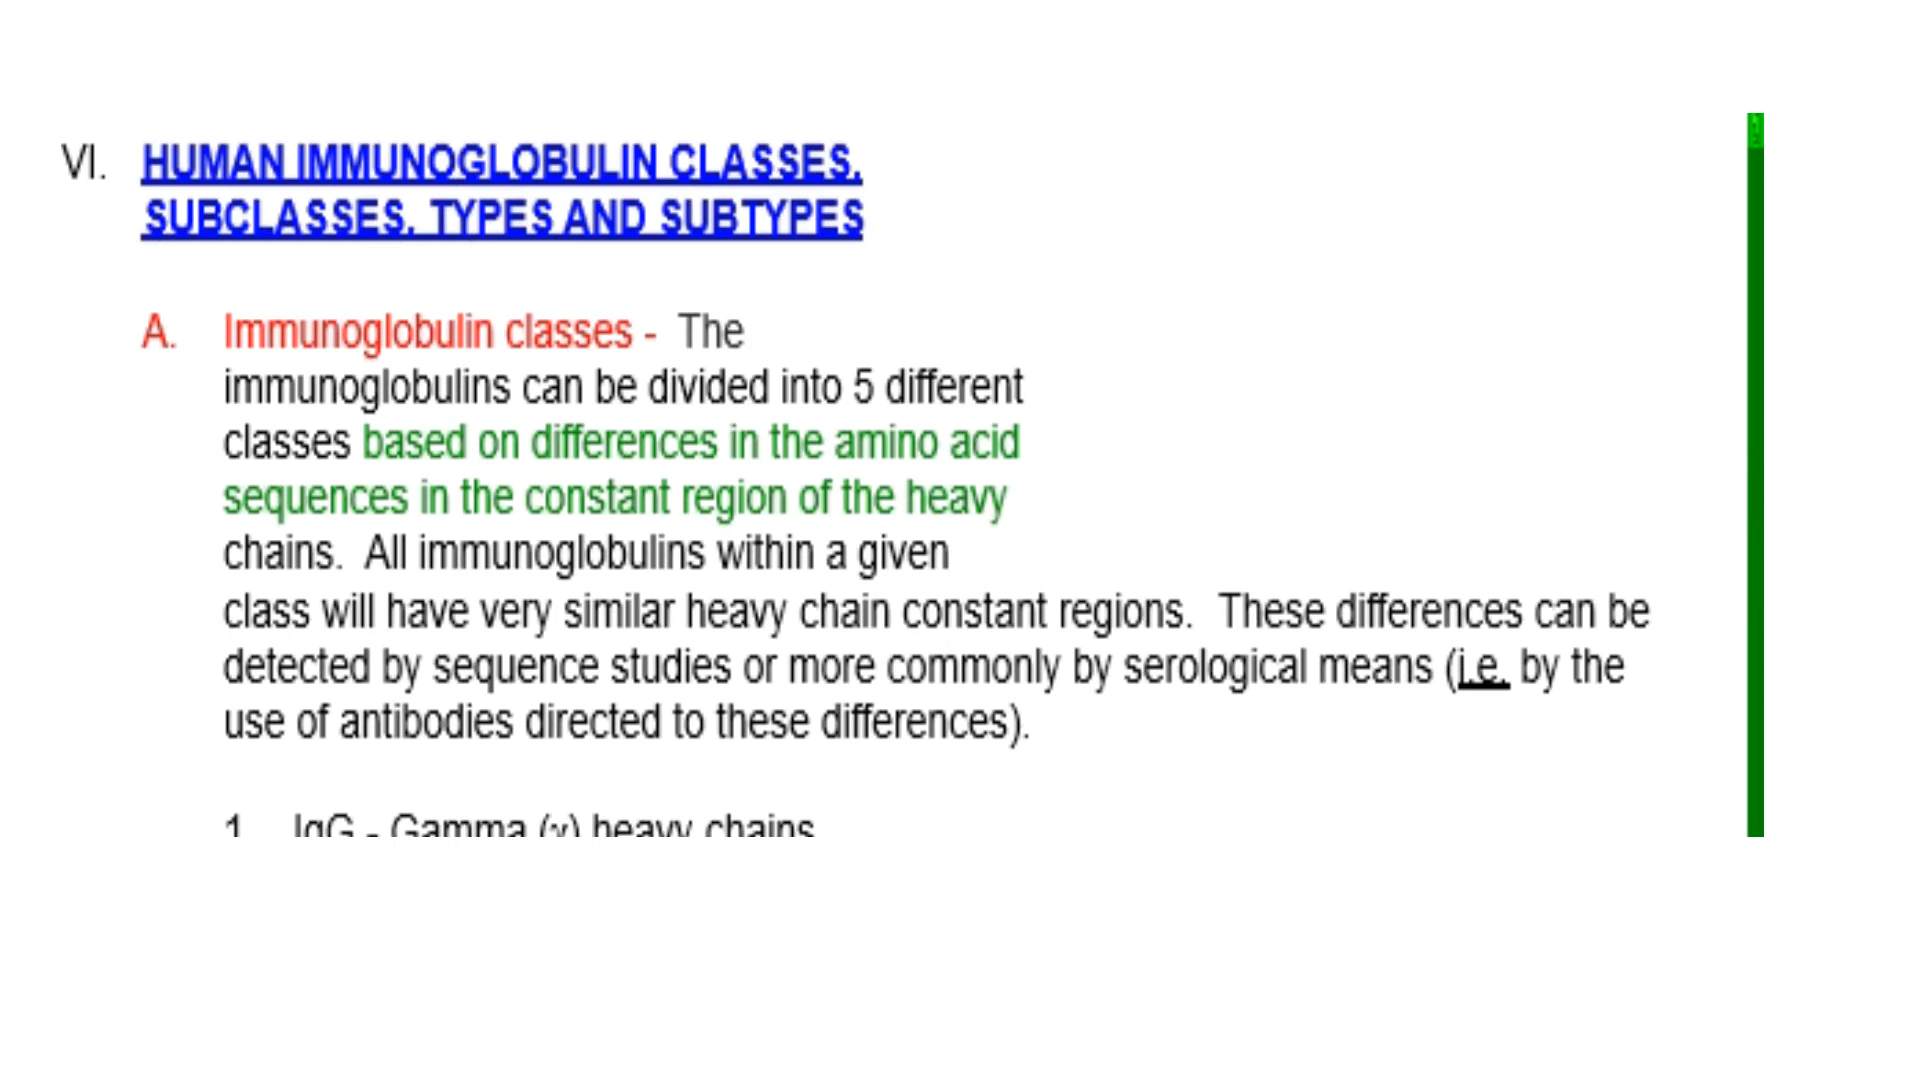 VI. HUMAN IMMUNOGLOBULIN CLASSES,
SUBCLASSES, TYPES AND SUBTYPES
A. Immunoglobulin classes - The
immunoglobulins can be divided into 5 different
classes based on differences in the amino acid
sequences in the constant region of the heavy
chains. All immunoglobulins within a given
class will have very similar heavy chain constant regions. These differences can be
detected by sequence studies or more commonly by serological means (i.e. by the
use of antibodies directed to these differences).
1. IgG - Gamma (γ) heavy chains